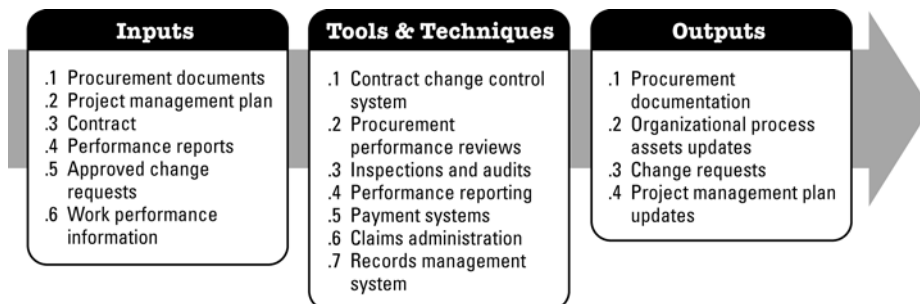 Inputs
.1 Procurement documents
.2 Project management plan
.3 Contract
.4 Performance reports
.5 Approved change
requests
.6 Work performance
information
Tools & Techniques
.1 Contract change control
system
.2 Procurement
performance reviews
.3 Inspections and audits
.4 Performance reporting
.5 Payment systems
.6 Claims administration
.7 Records management
system
Outputs
.1 Procurement
documentation
.2 Organizational process
assets updates
.3 Change requests
.4 Project management plan
updates